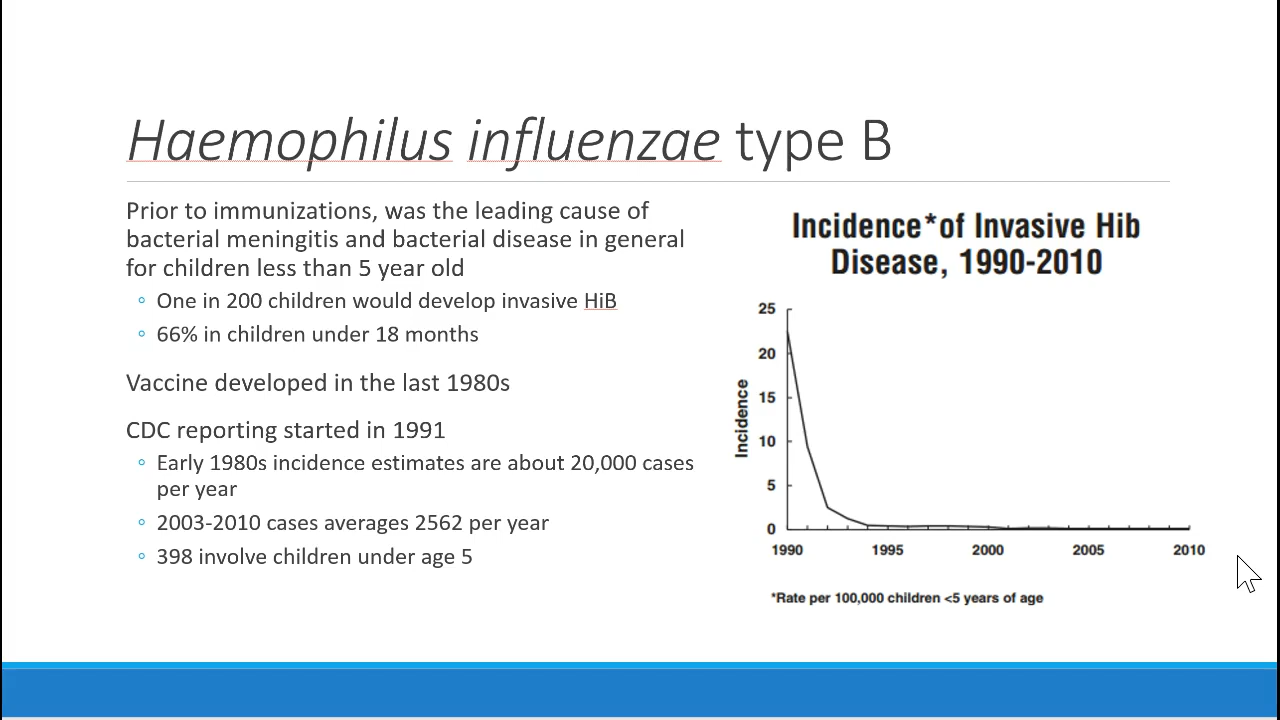 Haemophilus influenzae type B
Prior to immunizations, was the leading cause of
bacterial meningitis and bacterial disease in general
for children less than 5 year old
◦ One in 200 children would develop invasive HiB
◦ 66% in children under 18 months
Vaccine developed in the last 1980s
CDC reporting started in 1991
◦ Early 1980s incidence estimates are about 20,000 cases
per year
◦ 2003-2010 cases averages 2562 per year
◦ 398 involve children under age 5
Incidence*of Invasive Hib
Disease, 1990-2010
Incidence
25
20
15
10
5
0
1990 1995 2000 2005 2010
*Rate per 100,000 children <5 years of age